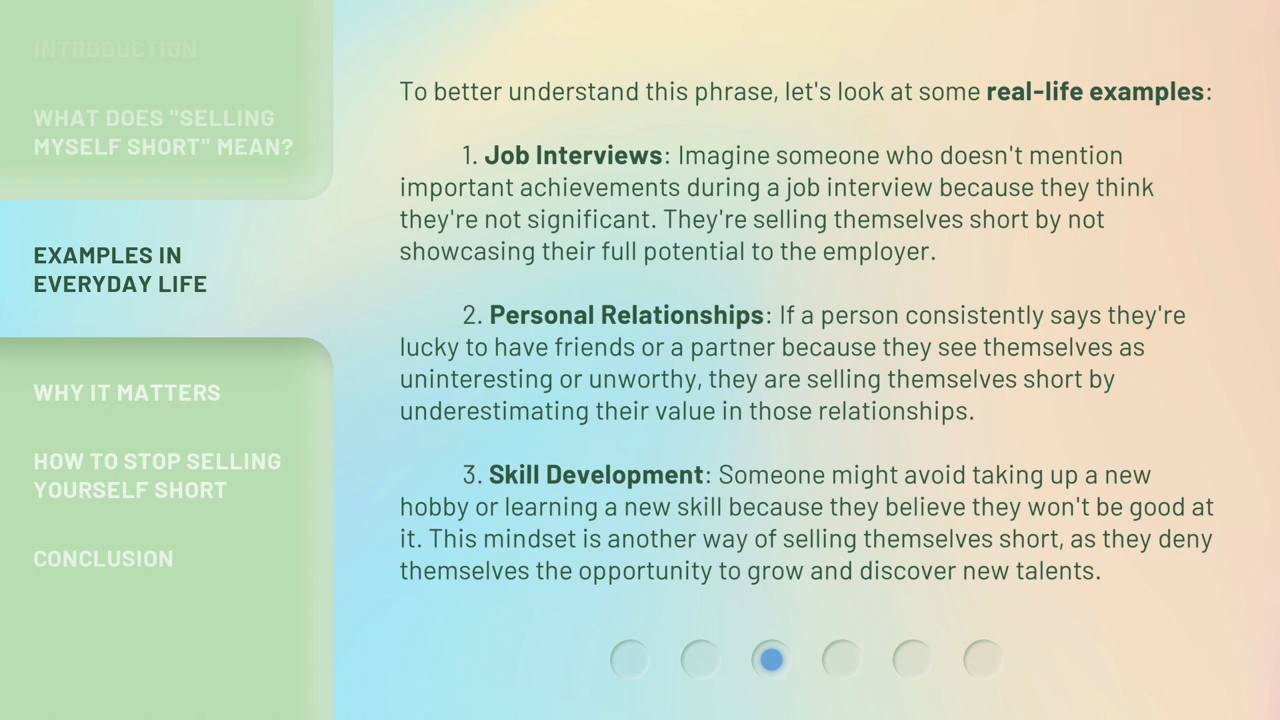 INTRODUCTION
WHAT DOES "SELLING
MYSELF SHORT" MEAN?
EXAMPLES IN
EVERYDAY LIFE
WHY IT MATTERS
HOW TO STOP SELLING
YOURSELF SHORT
CONCLUSION
To better understand this phrase, let's look at some real-life examples:
1. Job Interviews: Imagine someone who doesn't mention
important achievements during a job interview because they think
they're not significant. They're selling themselves short by not
showcasing their full potential to the employer.
2. Personal Relationships: If a person consistently says they're
lucky to have friends or a partner because they see themselves as
uninteresting or unworthy, they are selling themselves short by
underestimating their value in those relationships.
3. Skill Development: Someone might avoid taking up a new
hobby or learning a new skill because they believe they won't be good at
it. This mindset is another way of selling themselves short, as they deny
themselves the opportunity to grow and discover new talents.